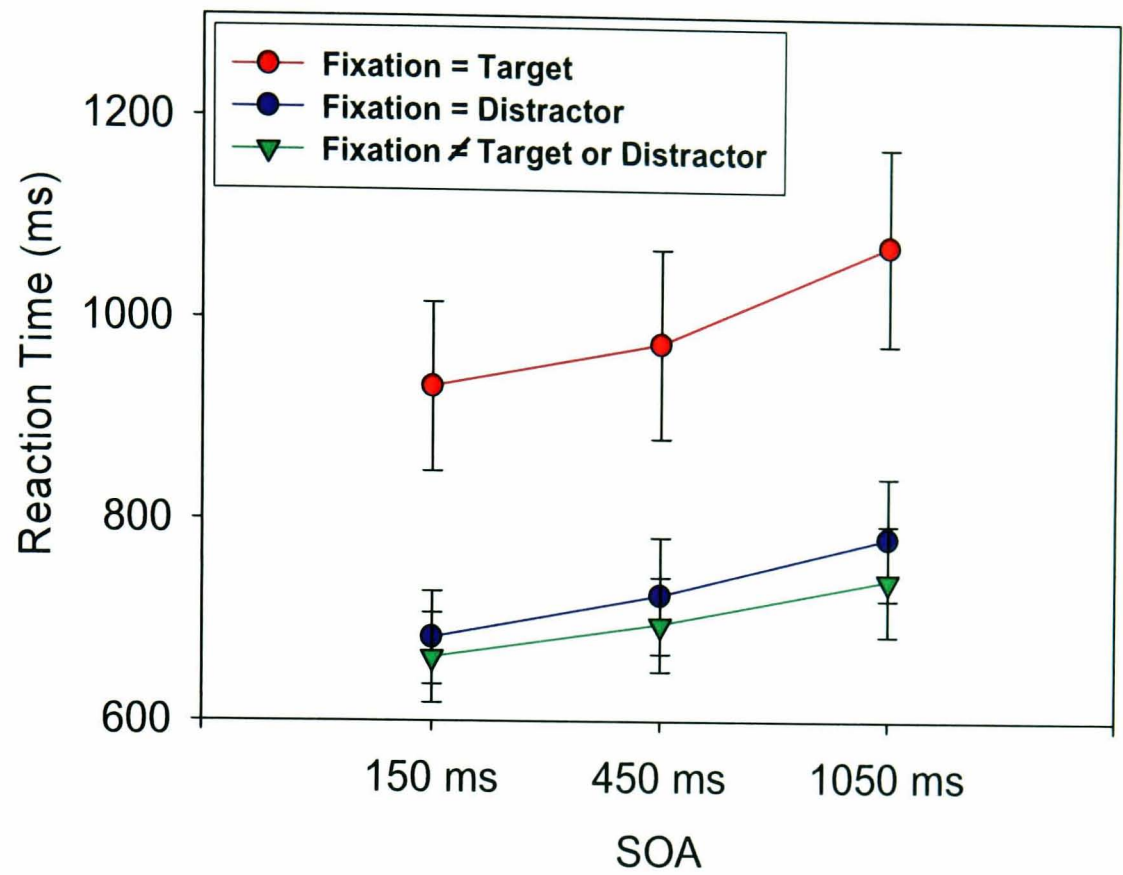 Fixation = Target
Fixation = Distractor
Fixation ≠ Target or Distractor
1200
1000
800
600
Reaction Time (ms)
150 ms
450 ms
1050 ms
SOA